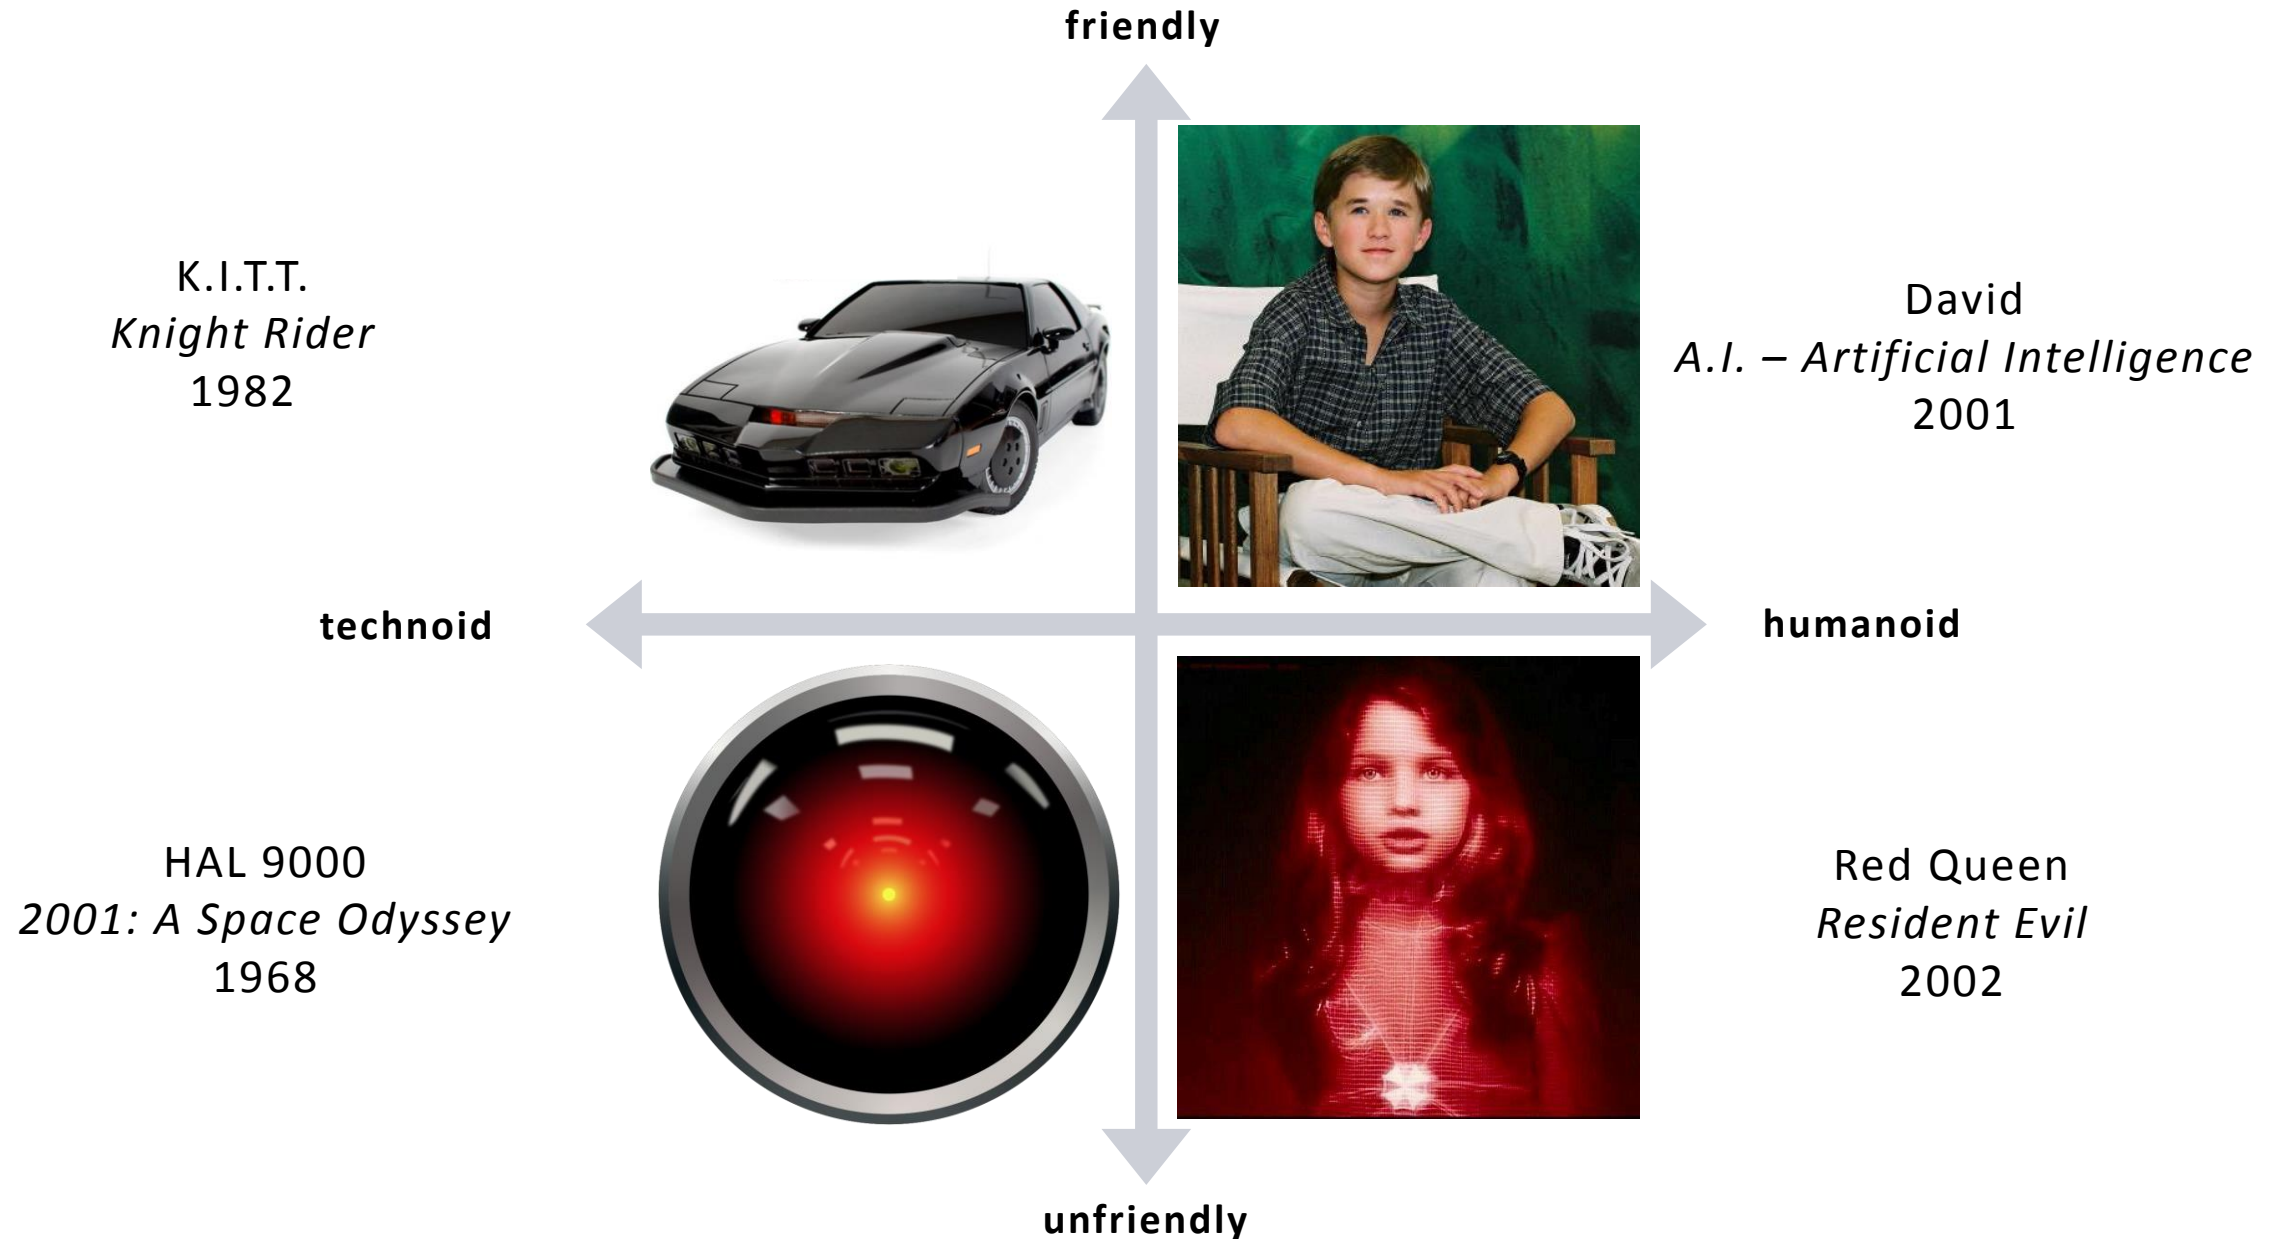 friendly
K.I.T.T.
Knight Rider
1982
David
A.I. – Artificial Intelligence
2001
technoid
humanoid
HAL 9000
2001: A Space Odyssey
1968
Red Queen
Resident Evil
2002
unfriendly